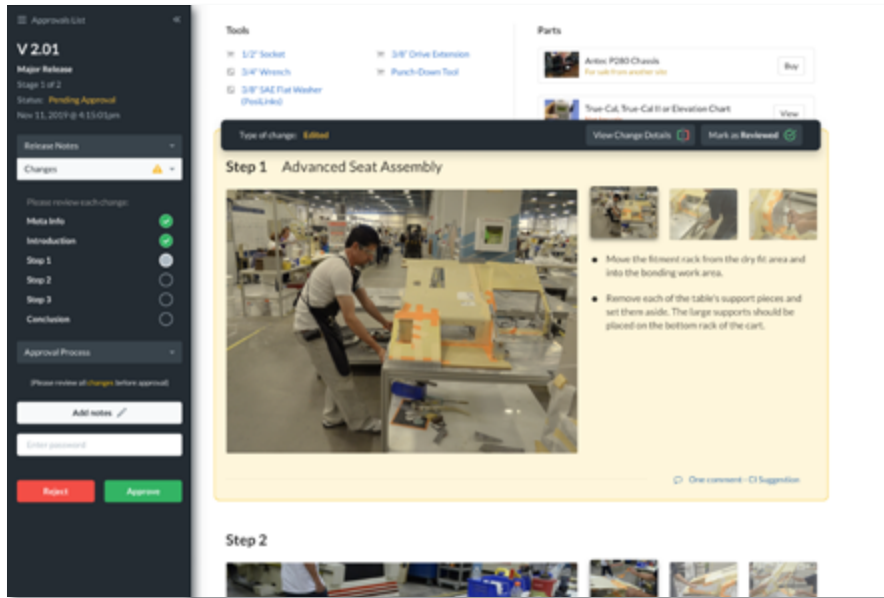 Approvals List
V 2.01
Major Release
Stage 1 of 2
Status: Pending Approval
Nov 11, 2019 @ 4:15:01pm
Release Notes
Changes
Please review each change:
Meta Info
Introduction
Step 1
Step 2
Step 3
Conclusion
Approval Process
(Please review all changes before approval)
Add notes
Enter password
Reject
Approve
Tools
1/2" Socket
3/4" Wrench
3/8" SAE Flat Washer
(PosiLinks)
3/8" Drive Extension
Punch-Down Tool
Parts
Antec P280 Chassis
For sale from another site
Buy
True-Cal, True-Cal II or Elevation Chart
View
Type of change: Edited
View Change Details
Mark as Reviewed
Step 1 Advanced Seat Assembly
Move the fitment rack from the dry fit area and
into the bonding work area.
Remove each of the table's support pieces and
set them aside. The large supports should be
placed on the bottom rack of the cart.
One comment - CI Suggestion
Step 2